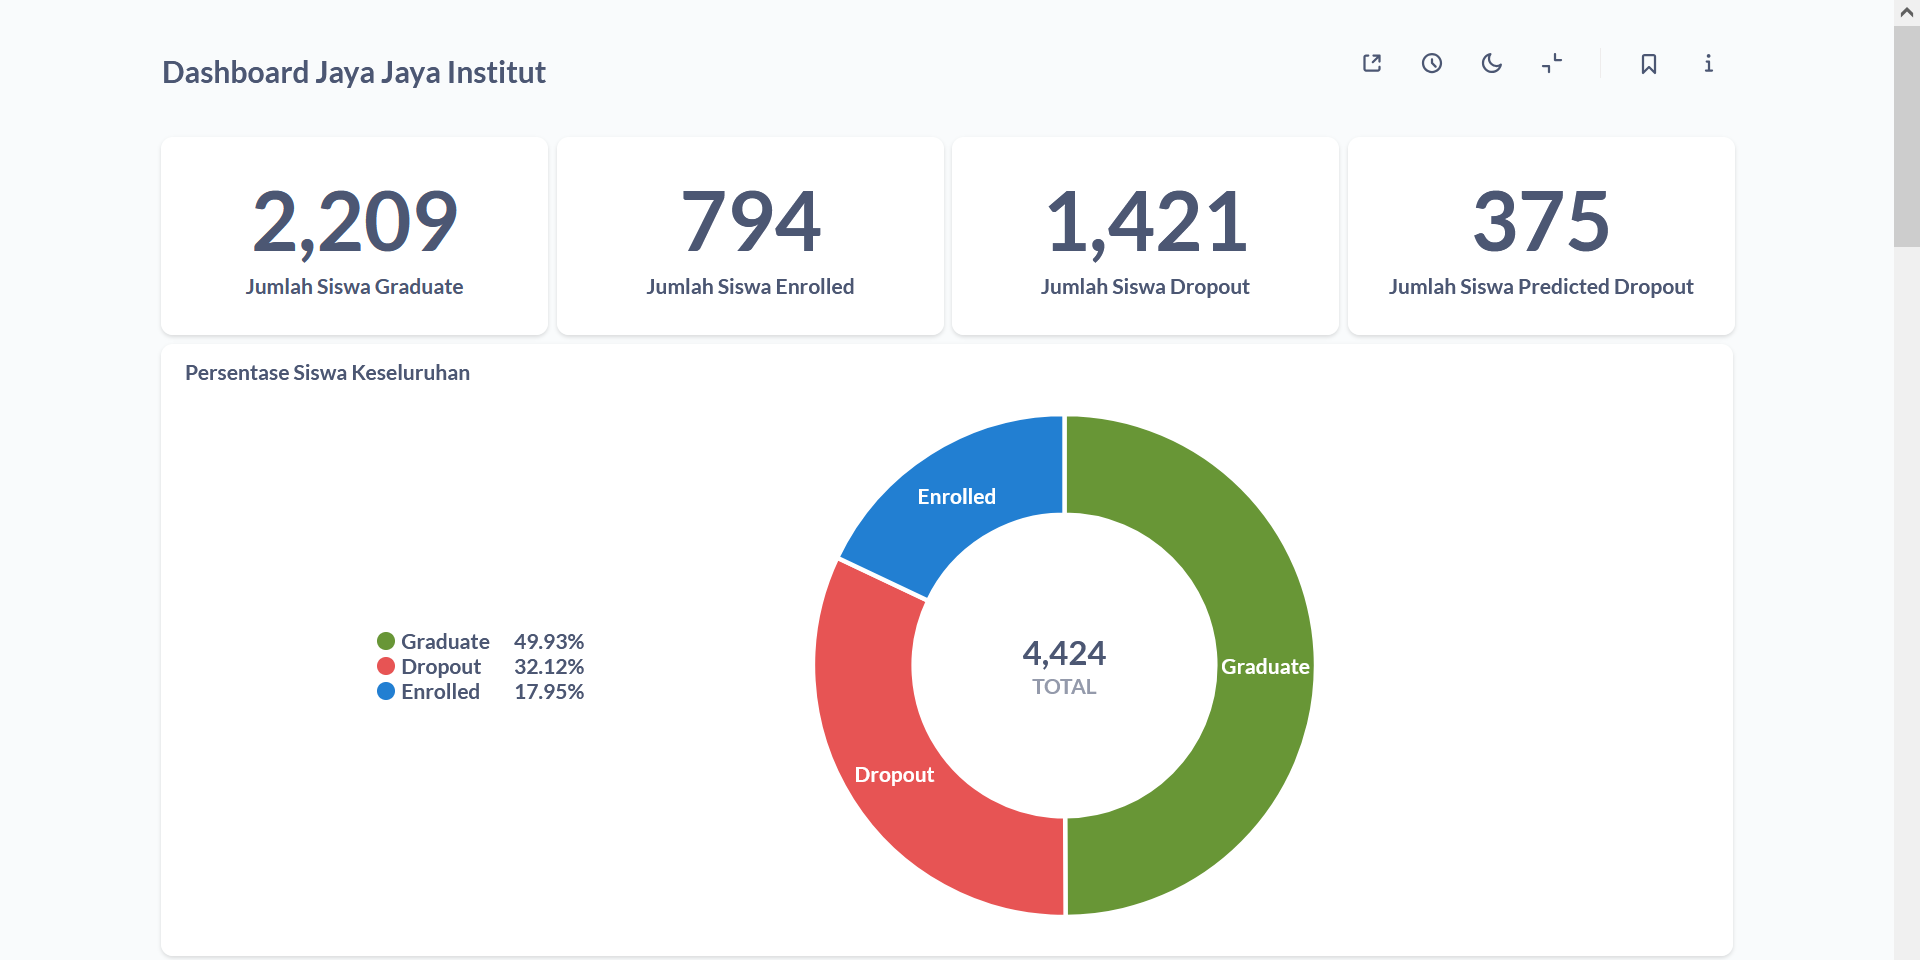 Dashboard Jaya Jaya Institut
2,209
Jumlah Siswa Graduate
794
Jumlah Siswa Enrolled
1,421
Jumlah Siswa Dropout
375
Jumlah Siswa Predicted Dropout
Persentase Siswa Keseluruhan
Graduate 49.93%
Dropout 32.12%
Enrolled 17.95%
Enrolled
Graduate
Dropout
4,424
TOTAL